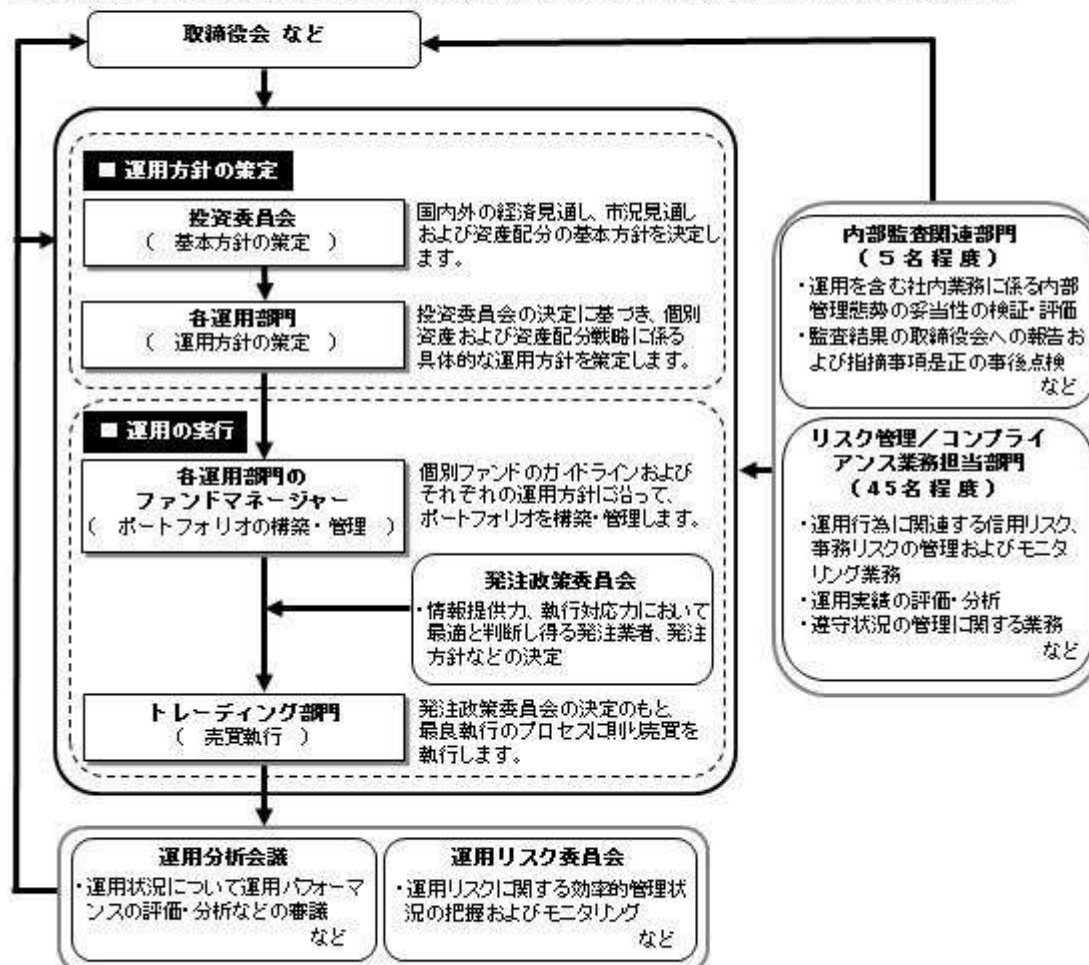 取締役会 など
■ 運用方針の策定
投資委員会
( 基本方針の策定 )
国内外の経済見通し、市況見通し
および資産配分の基本方針を決定し
ます。
各運用部門
( 運用方針の策定 )
投資委員会の決定に基づき、個別
資産および資産配分戦略に係る
具体的な運用方針を策定します。
■ 運用の実行
各運用部門の
ファンドマネージャー
( ポートフォリオの構築・管理 )
個別ファンドのガイドラインおよび
それぞれの運用方針に沿って、
ポートフォリオを構築・管理します。
発注政策委員会
・情報提供力、執行対応力において
最適と判断し得る発注業者、発注
方針などの決定
トレーディング部門
( 売買執行 )
発注政策委員会の決定のもと、
最良執行のプロセスに則り売買を
執行します。
内部監査関連部門
(5名程度)
・運用を含む社内業務に係る内部
管理態勢の妥当性の検証・評価
・監査結果の取締役会への報告お
よび指摘事項是正の事後点検
など
リスク管理/コンプライ
アンス業務担当部門
(45名程度)
・運用行為に関連する信用リスク、
事務リスクの管理およびモニタ
リング業務
・運用実績の評価・分析
・遵守状況の管理に関する業務
など
運用分析会議
・運用状況について運用パフォーマ
ンスの評価・分析などの審議
など
運用リスク委員会
・運用リスクに関する効率的管理状
況の把握およびモニタリング
など